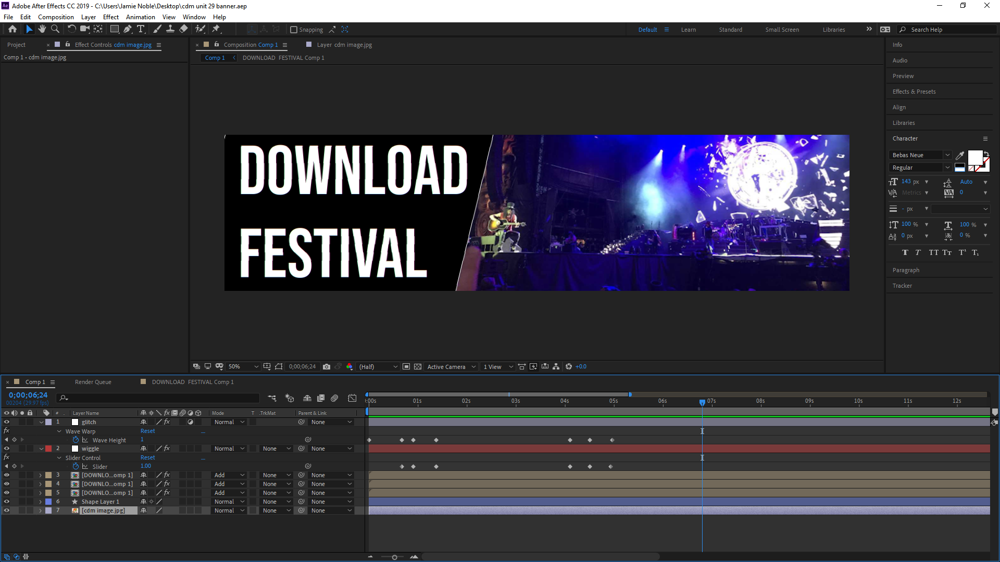 Ae Adobe After Effects CC 2019 - C:\Users\Jamie Noble\Desktop\cdm unit 29 banner.aep
File Edit Composition Layer Effect Animation View Window Help
Snapping
Default Learn Standard Small Screen Libraries Search Help
Project Effect Controls cdm image.jpg
Composition Comp 1 Layer cdm image.jpg
Comp 1 • cdm image.jpg
Comp 1 DOWNLOAD FESTIVAL Comp 1
DOWNLOAD
FESTIVAL
50% 0;00;06;24 (Half) Active Camera 1 View +0.0
Info
Audio
Preview
Effects & Presets
Align
Libraries
Character
Bebas Neue
Regular
143 px Auto
Metrics 0
- px
100 % 100 %
0 px 0 %
Paragraph
Tracker
Comp 1 Render Queue DOWNLOAD FESTIVAL Comp 1
0;00;06;24
00204 (29.97 fps)
:00s 01s 02s 03s 04s 05s 06s 07s 08s 09s 10s 11s 12s
# Layer Name Mode T .TrkMat Parent & Link
1 glitch Normal None
fx Wave Warp Reset
Wave Height 1
2 wiggle Normal None None
fx Slider Control Reset
Slider 1.00
3 [DOWNLO...omp 1] Add None None
4 [DOWNLO...omp 1] Add None None
5 [DOWNLO...omp 1] Add None None
6 Shape Layer 1 Normal None None
7 [cdm image.jpg] Normal None None